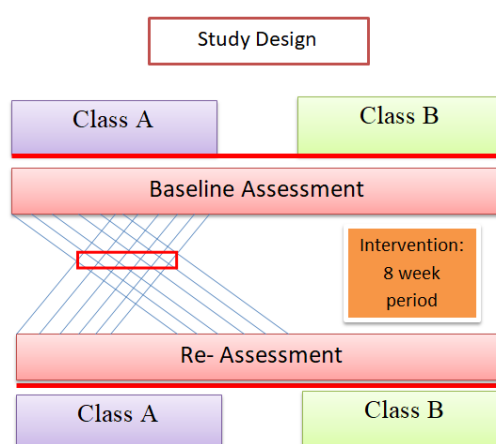 Study Design
Class A
Class B
Baseline Assessment
Intervention:
8 week
period
Re- Assessment
Class A
Class B